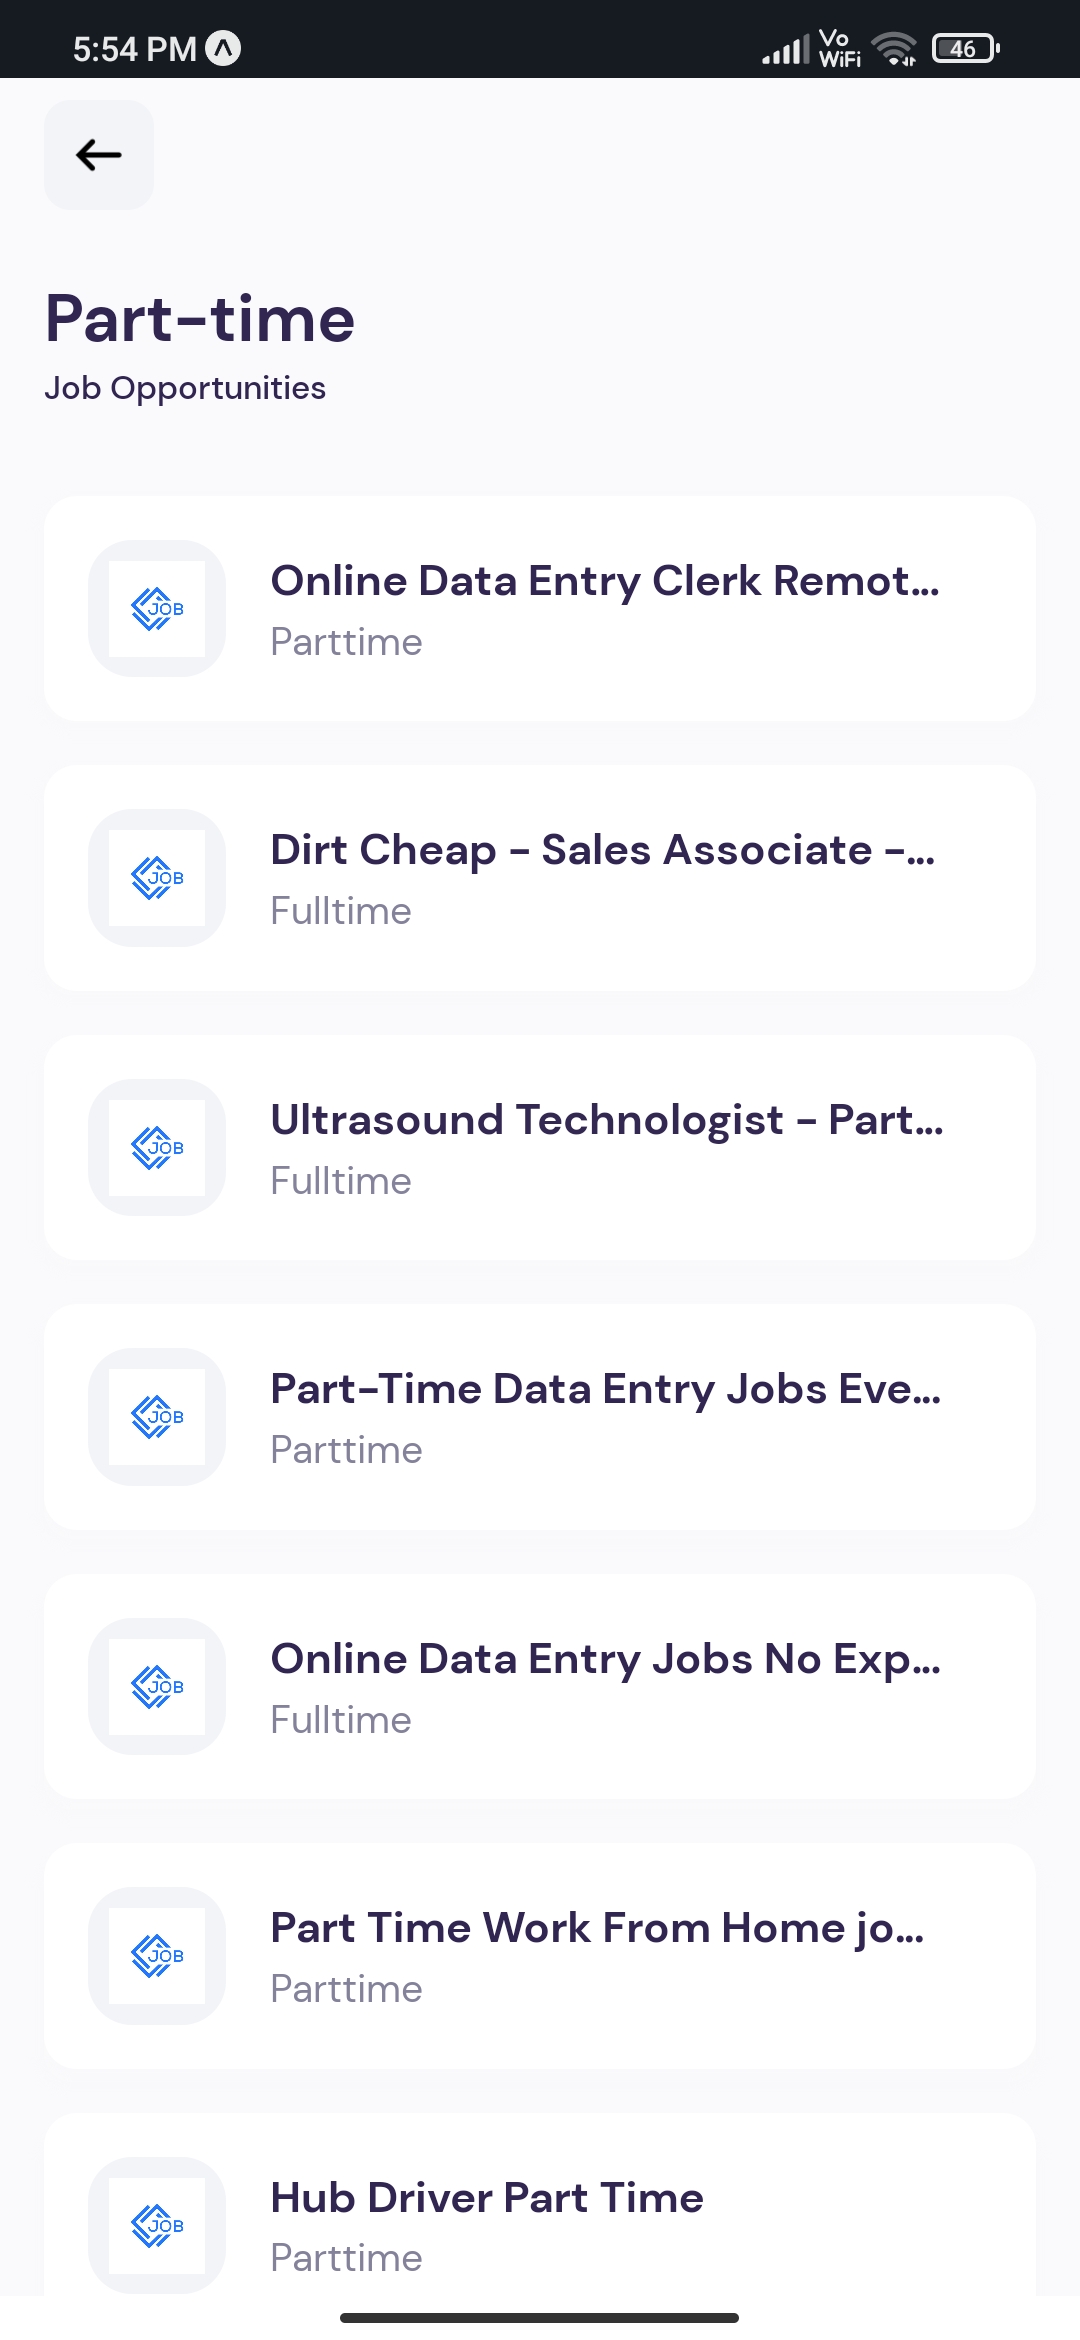 5:54 PM
Vo
WiFi
46
Part-time
Job Opportunities
JOB
Online Data Entry Clerk Remot...
Parttime
JOB
Dirt Cheap - Sales Associate -...
Fulltime
JOB
Ultrasound Technologist - Part...
Fulltime
JOB
Part-Time Data Entry Jobs Eve...
Parttime
JOB
Online Data Entry Jobs No Exp...
Fulltime
JOB
Part Time Work From Home jo...
Parttime
JOB
Hub Driver Part Time
Parttime